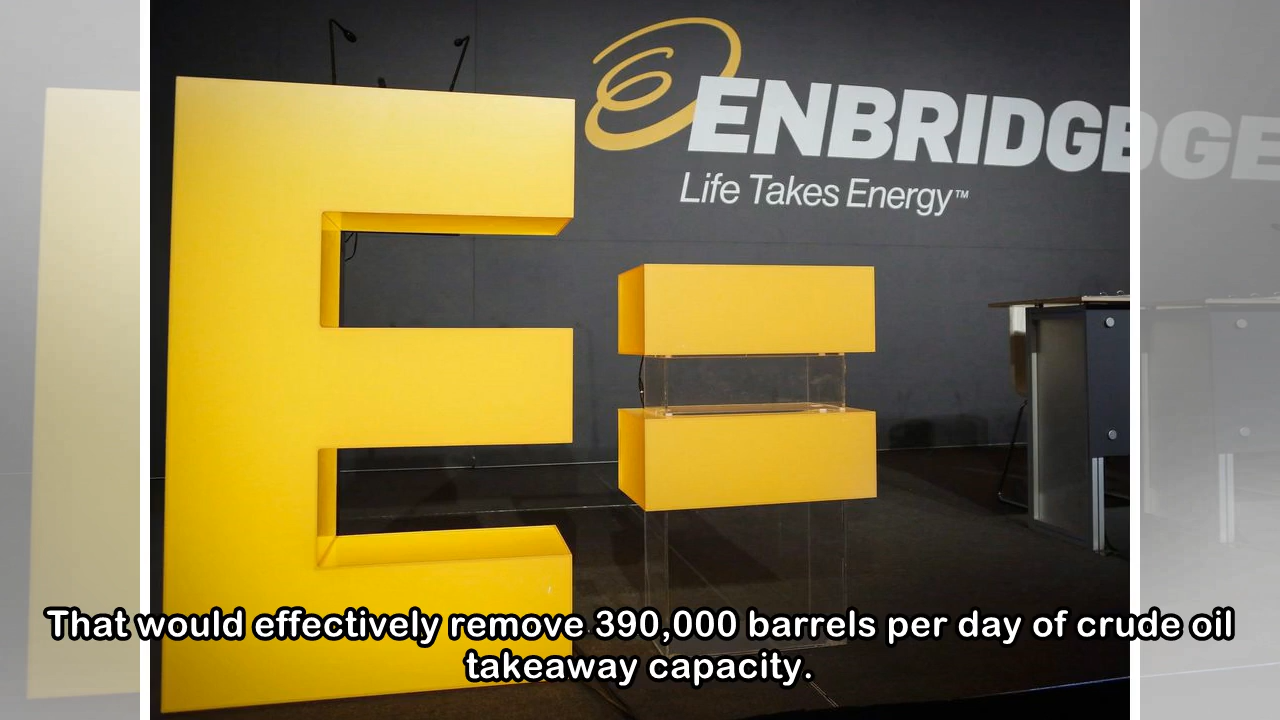 ENBRIDGE
Life Takes Energy™
E
That would effectively remove 390,000 barrels per day of crude oil
takeaway capacity.